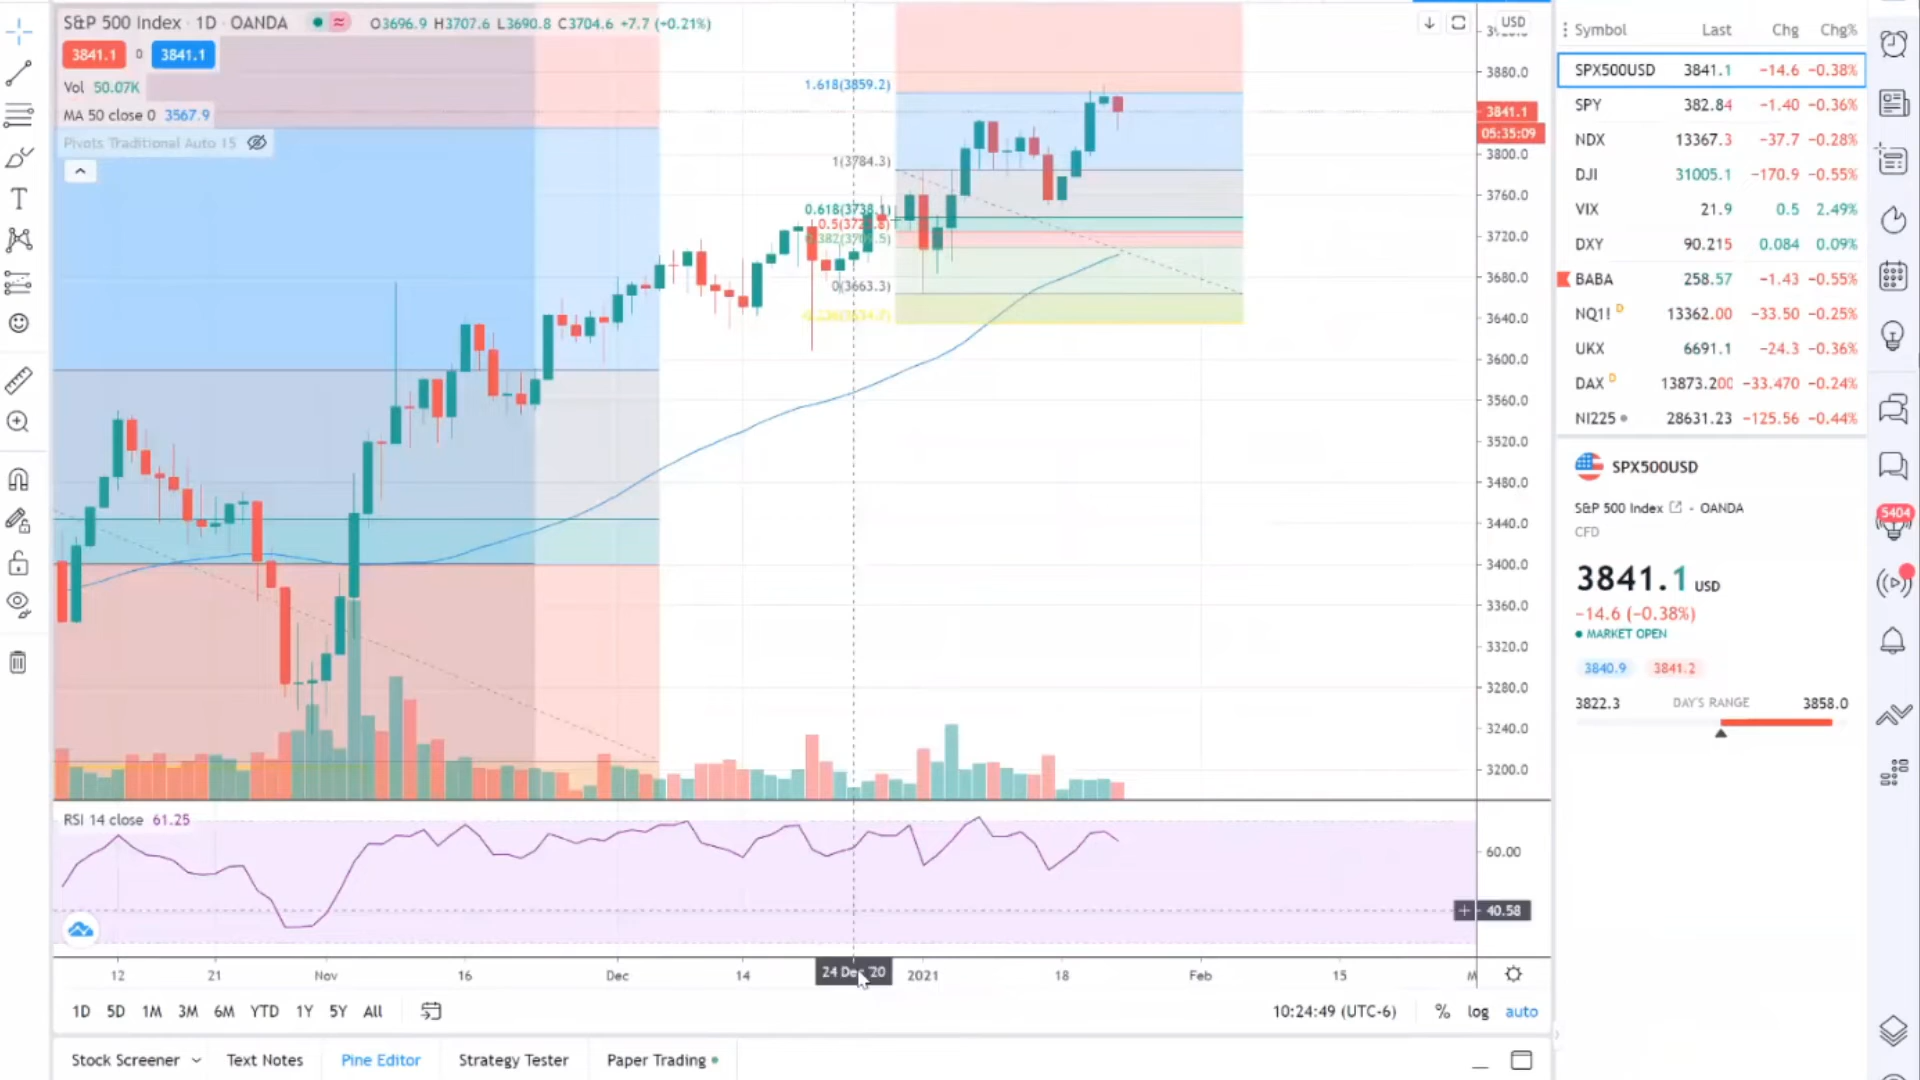 S&P 500 Index · 1D · OANDA
O3696.9 H3707.6 L3690.8 C3704.6 +7.7 (+0.21%)
3841.1 0 3841.1
Vol 50.07K
MA 50 close 0 3567.9
Pivots Traditional Auto 15
1.618(3859.2)
1(3784.3)
0.618(3738.1)
0(3663.3)
USD
3880.0
3841.1
05:35:09
3800.0
3760.0
3720.0
3680.0
3640.0
3600.0
3560.0
3520.0
3480.0
3440.0
3400.0
3360.0
3320.0
3280.0
3240.0
3200.0
RSI 14 close 61.25
60.00
40.58
12 21 Nov 16 Dec 14 24 Dec '20 2021 18 Feb 15 M
1D 5D 1M 3M 6M YTD 1Y 5Y All
10:24:49 (UTC-6) % log auto
Stock Screener Text Notes Pine Editor Strategy Tester Paper Trading
Symbol Last Chg Chg%
SPX500USD 3841.1 −14.6 −0.38%
SPY 382.84 −1.40 −0.36%
NDX 13367.3 −37.7 −0.28%
DJI 31005.1 −170.9 −0.55%
VIX 21.9 0.5 2.49%
DXY 90.215 0.084 0.09%
BABA 258.57 −1.43 −0.55%
NQ1! D 13362.00 −33.50 −0.25%
UKX 6691.1 −24.3 −0.36%
DAX D 13873.200 −33.470 −0.24%
NI225 28631.23 −125.56 −0.44%
SPX500USD
S&P 500 Index - OANDA
CFD
3841.1 USD
−14.6 (−0.38%)
MARKET OPEN
3840.9 3841.2
3822.3 DAY'S RANGE 3858.0
5404